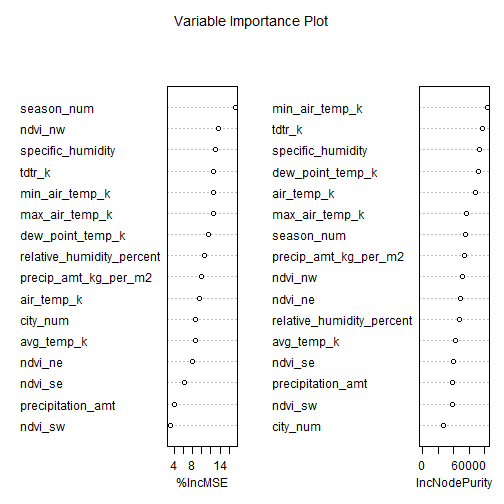 Variable Importance Plot
season_num
ndvi_nw
specific_humidity
tdtr_k
min_air_temp_k
max_air_temp_k
dew_point_temp_k
relative_humidity_percent
precip_amt_kg_per_m2
air_temp_k
city_num
avg_temp_k
ndvi_ne
ndvi_se
precipitation_amt
ndvi_sw
4 8 14
%IncMSE
min_air_temp_k
tdtr_k
specific_humidity
dew_point_temp_k
air_temp_k
max_air_temp_k
season_num
precip_amt_kg_per_m2
ndvi_nw
ndvi_ne
relative_humidity_percent
avg_temp_k
ndvi_se
precipitation_amt
ndvi_sw
city_num
0 60000
IncNodePurity